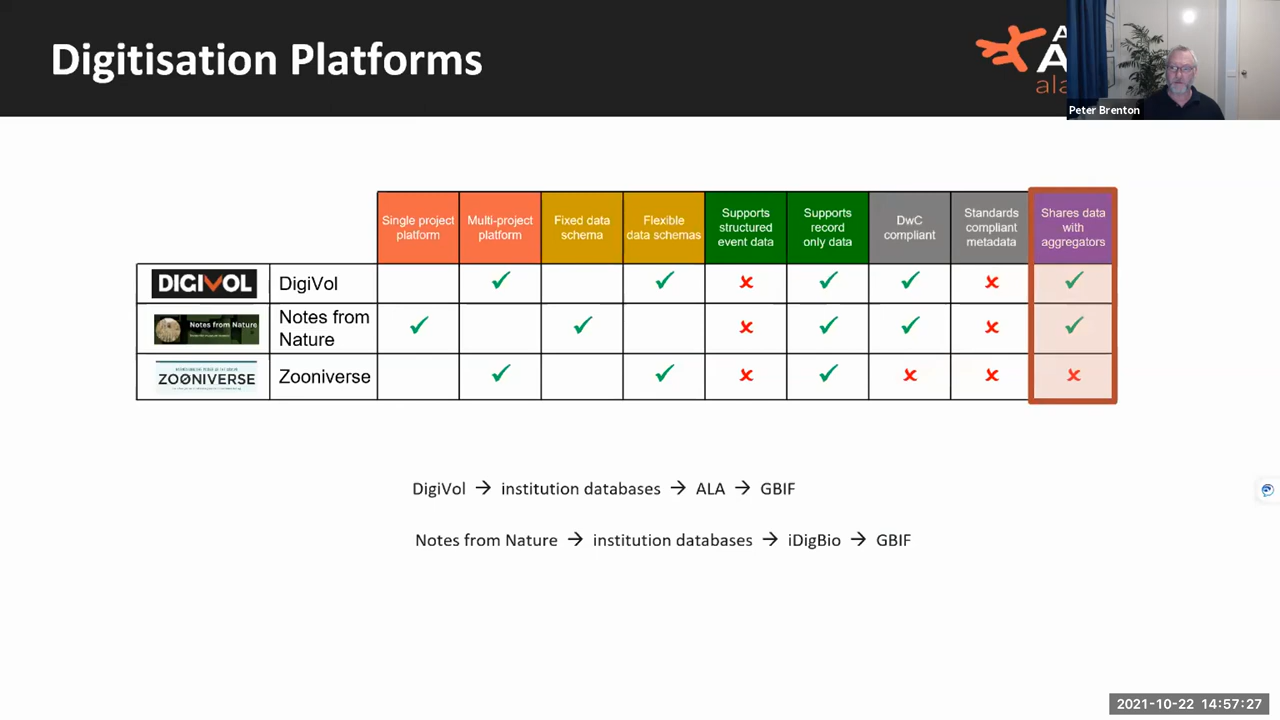 Digitisation Platforms
Peter Brenton
Single project
platform
Multi-project
platform
Fixed data
schema
Flexible
data schemas
Supports
structured
event data
Supports
record
only data
DwC
compliant
Standards
compliant
metadata
Shares data
with
aggregators
DIGIVOL
DigiVol
Notes from Nature
Notes from
Nature
ZOONIVERSE
Zooniverse
DigiVol → institution databases → ALA → GBIF
Notes from Nature → institution databases → iDigBio → GBIF
2021-10-22 14:57:27